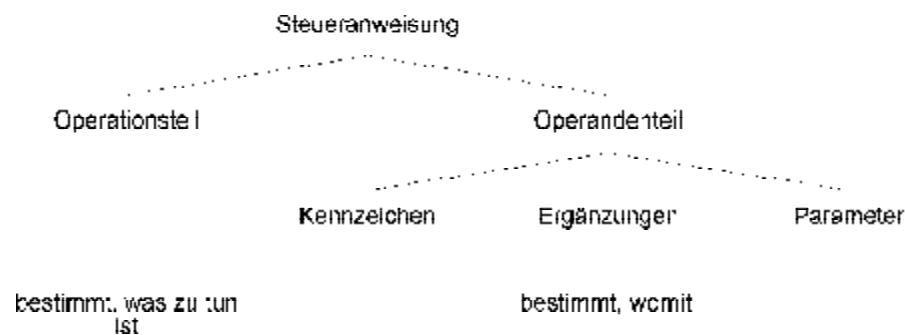 Steueranweisung
Operationsteil Operandenteil
Kennzeichen Ergänzungen Parameter
bestimmt, was zu tun bestimmt, womit
ist